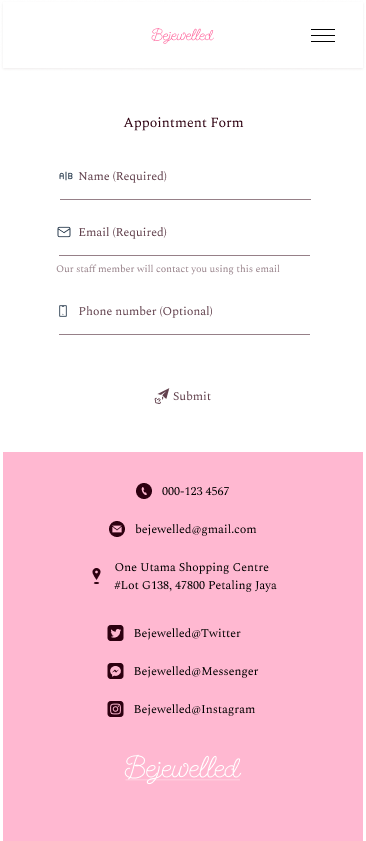 Bejewelled
Appointment Form
A|B Name (Required)
Email (Required)
Our staff member will contact you using this email
Phone number (Optional)
Submit
000-123 4567
bejewelled@gmail.com
One Utama Shopping Centre
#Lot G138, 47800 Petaling Jaya
Bejewelled@Twitter
Bejewelled@Messenger
Bejewelled@Instagram
Bejewelled